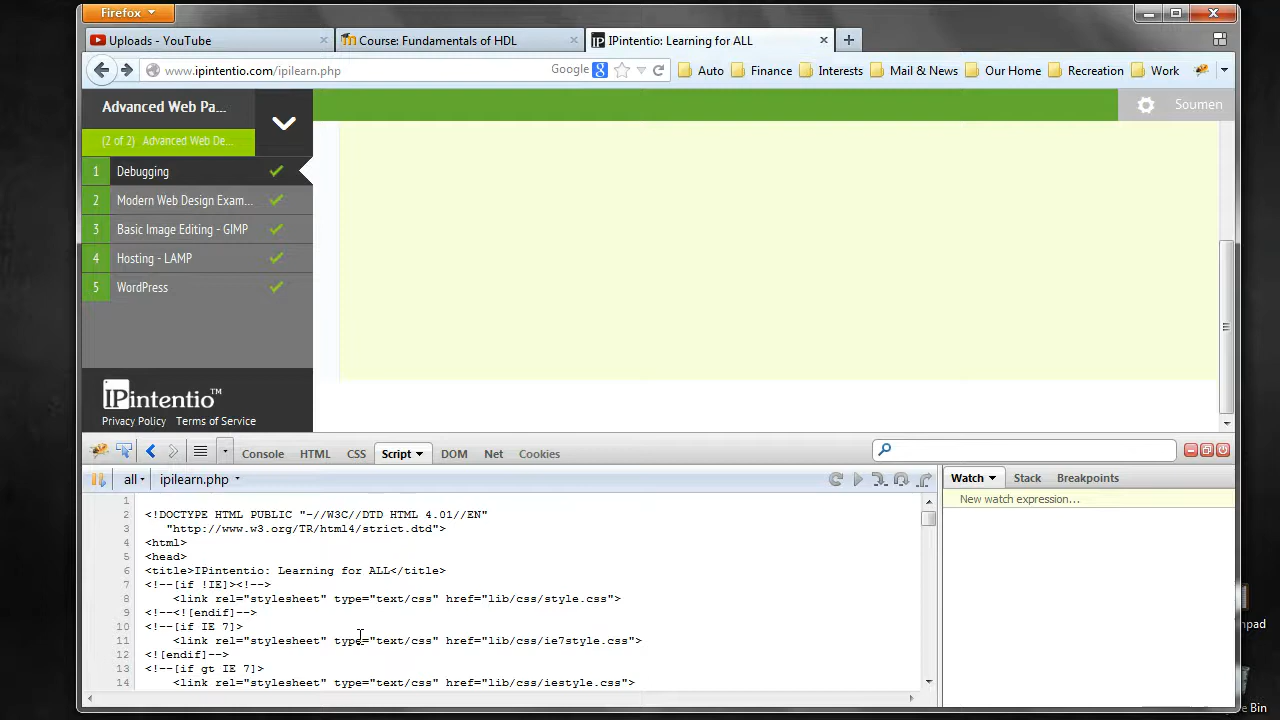 Firefox
Uploads - YouTube
Course: Fundamentals of HDL
IPintentio: Learning for ALL
www.ipintentio.com/ipilearn.php
Google
Auto
Finance
Interests
Mail & News
Our Home
Recreation
Work
Advanced Web Pa...
(2 of 2) Advanced Web De...
Soumen
1 Debugging
2 Modern Web Design Exam...
3 Basic Image Editing - GIMP
4 Hosting - LAMP
5 WordPress
IPintentio™
Privacy Policy Terms of Service
Console HTML CSS Script DOM Net Cookies
all ipilearn.php
Watch Stack Breakpoints
New watch expression...
1
2 <!DOCTYPE HTML PUBLIC "-//W3C//DTD HTML 4.01//EN"
3 "http://www.w3.org/TR/html4/strict.dtd">
4 <html>
5 <head>
6 <title>IPintentio: Learning for ALL</title>
7 <!--[if !IE]><!-->
8 <link rel="stylesheet" type="text/css" href="lib/css/style.css">
9 <!--<![endif]-->
10 <!--[if IE 7]>
11 <link rel="stylesheet" type="text/css" href="lib/css/ie7style.css">
12 <![endif]-->
13 <!--[if gt IE 7]>
14 <link rel="stylesheet" type="text/css" href="lib/css/iestyle.css">
Bin